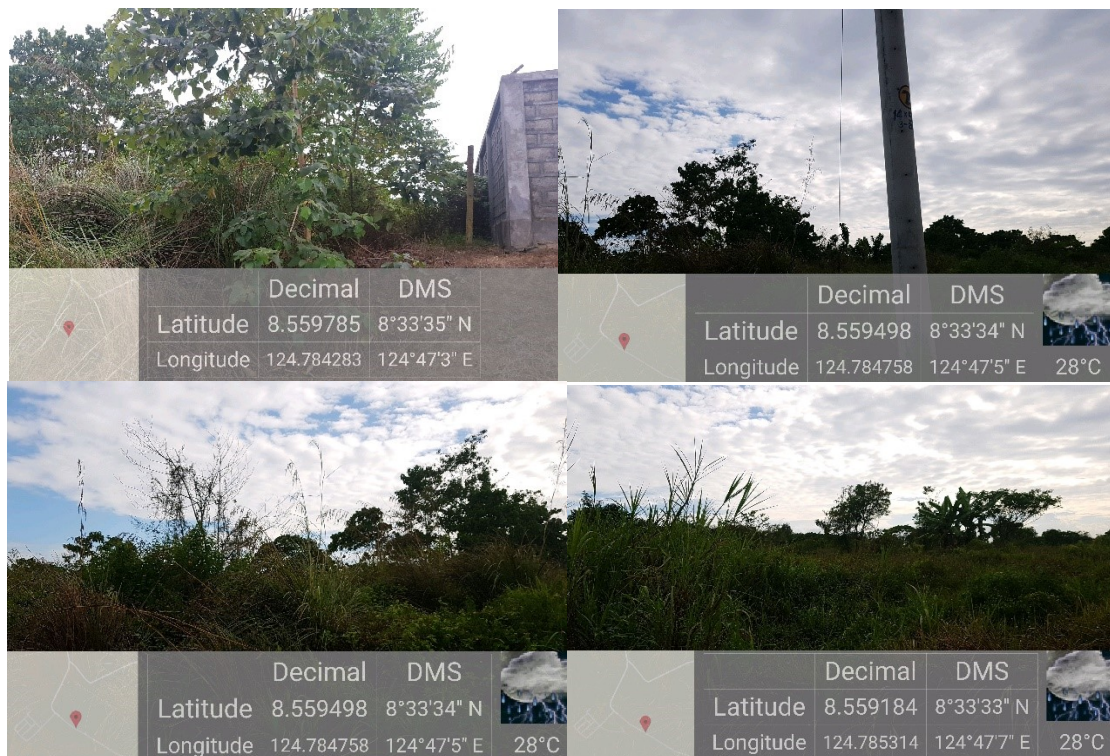 Decimal DMS
Latitude 8.559785 8°33'35" N
Longitude 124.784283 124°47'3" E
Decimal DMS
Latitude 8.559498 8°33'34" N
Longitude 124.784758 124°47'5" E 28°C
Decimal DMS
Latitude 8.559498 8°33'34" N
Longitude 124.784758 124°47'5" E 28°C
Decimal DMS
Latitude 8.559184 8°33'33" N
Longitude 124.785314 124°47'7" E 28°C